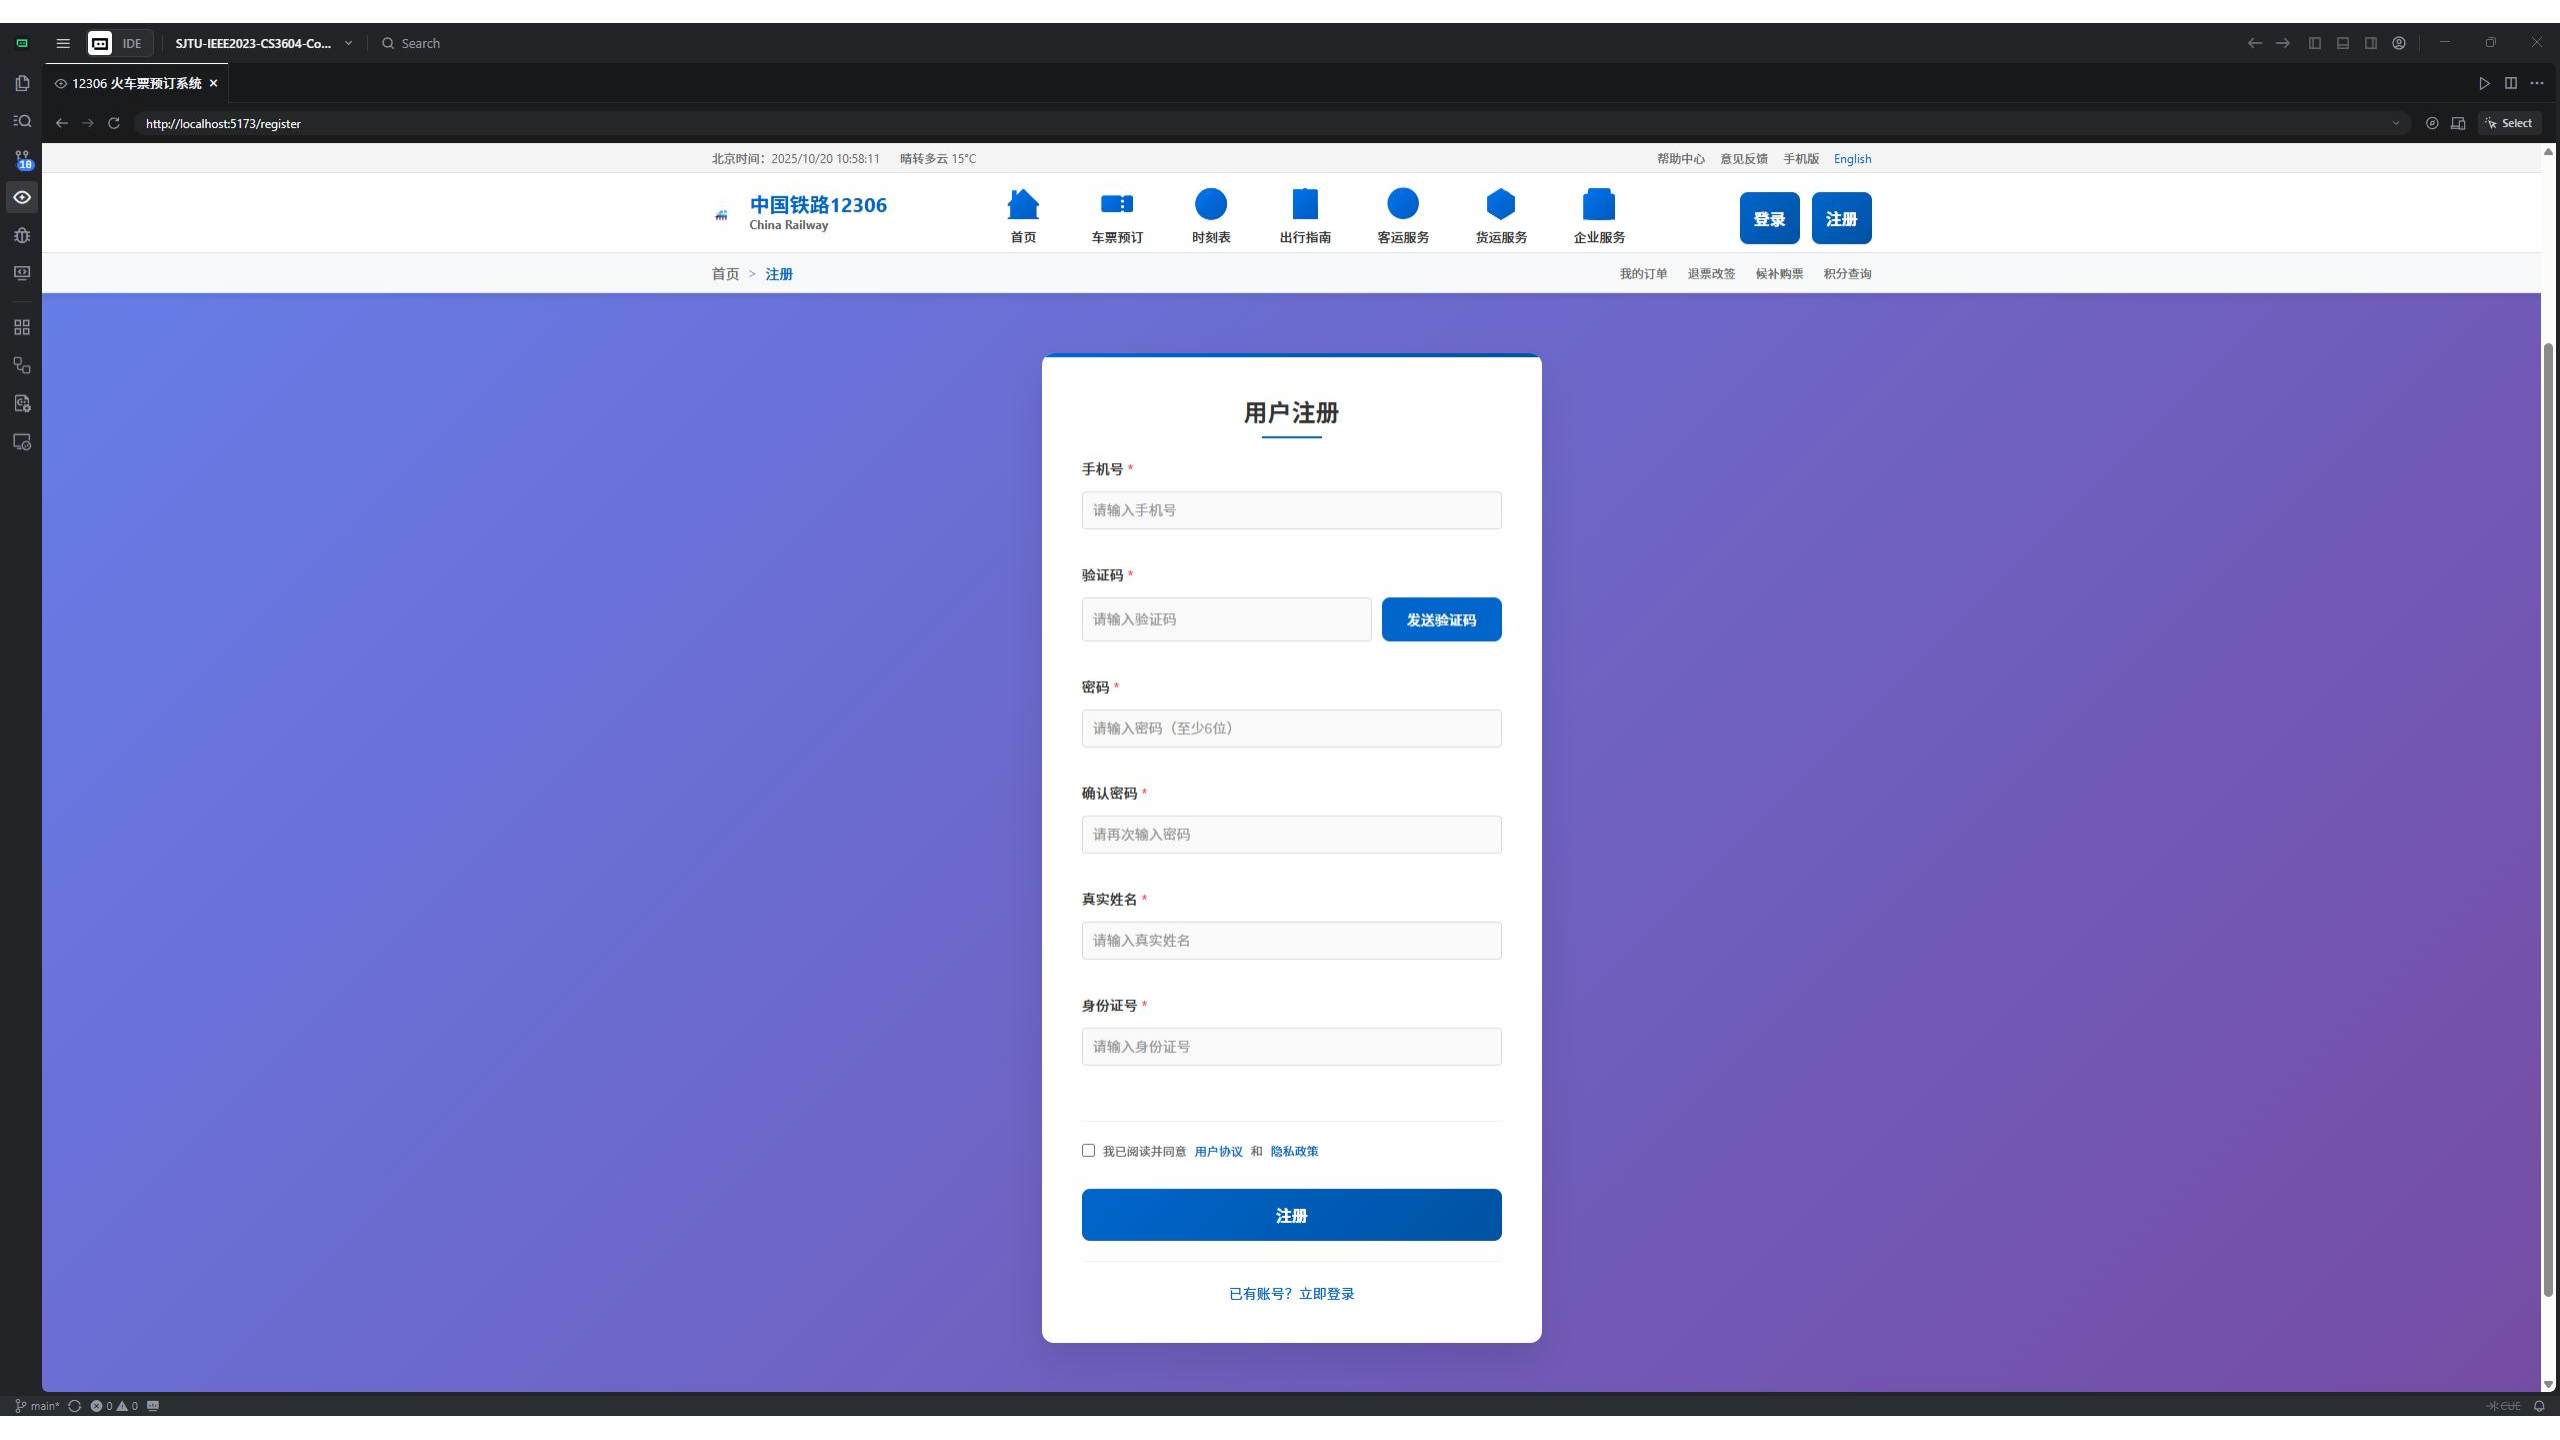 IDE SJTU-IEEE2023-CS3604-Co... Search
12306 火车票预订系统
http://localhost:5173/register
Select
10
北京时间：2025/10/20 10:58:11 晴转多云 15°C 帮助中心 意见反馈 手机版 English
中国铁路12306
China Railway
首页 车票预订 时刻表 出行指南 客运服务 货运服务 企业服务
登录 注册
首页 > 注册 我的订单 退票改签 候补购票 积分查询
用户注册
手机号 *
请输入手机号
验证码 *
请输入验证码 发送验证码
密码 *
请输入密码（至少6位）
确认密码 *
请再次输入密码
真实姓名 *
请输入真实姓名
身份证号 *
请输入身份证号
我已阅读并同意 用户协议 和 隐私政策
注册
已有账号？立即登录
main* 0 0 CUE